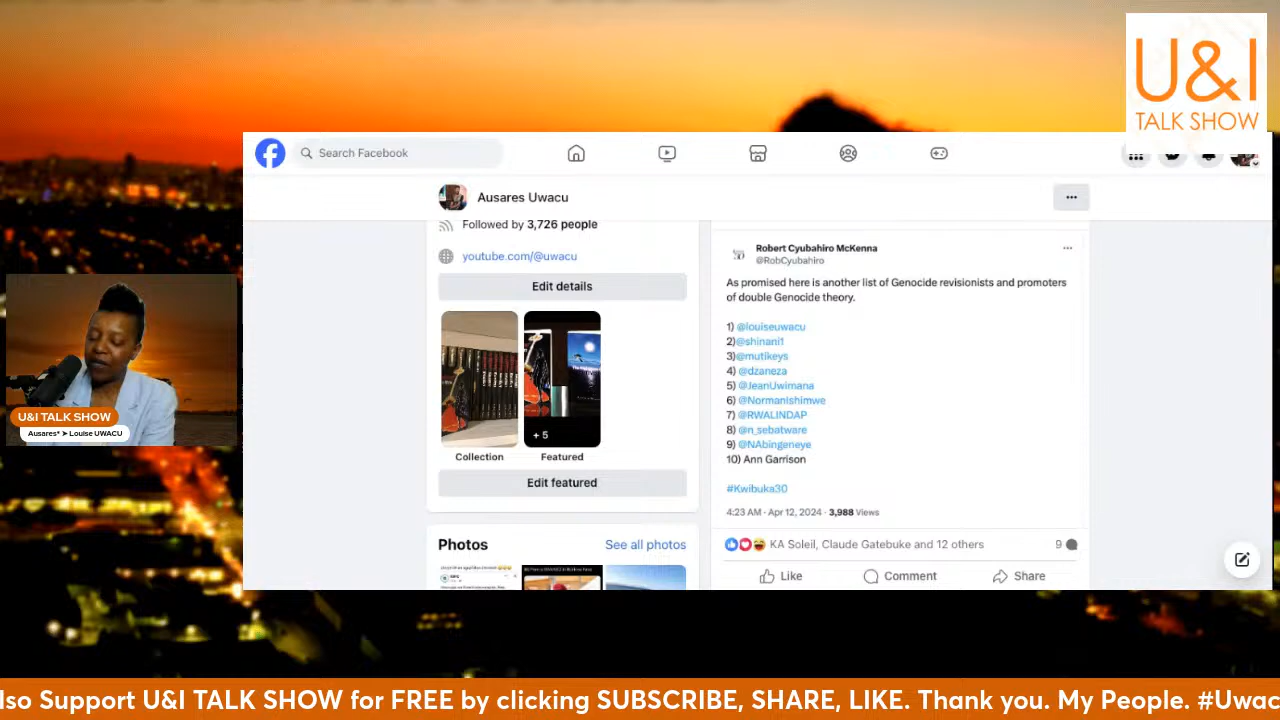 U&I
TALK SHOW
Search Facebook
Ausares Uwacu
Followed by 3,726 people
youtube.com/@uwacu
Edit details
+ 5
Collection
Featured
Edit featured
Photos
See all photos
Robert Cyubahiro McKenna
@RobCyubahiro
As promised here is another list of Genocide revisionists and promoters
of double Genocide theory.
1) @louiseuwacu
2)@shinani1
3)@mutikeys
4) @dzaneza
5) @JeanUwimana
6) @NormanIshimwe
7) @RWALINDAP
8) @n_sebatware
9) @NAbingeneye
10) Ann Garrison
#Kwibuka30
4:23 AM · Apr 12, 2024 · 3,988 Views
KA Soleil, Claude Gatebuke and 12 others
9
Like
Comment
Share
U&I TALK SHOW
Ausares* ➤ Louise UWACU
lso Support U&I TALK SHOW for FREE by clicking SUBSCRIBE, SHARE, LIKE. Thank you. My People. #Uwac